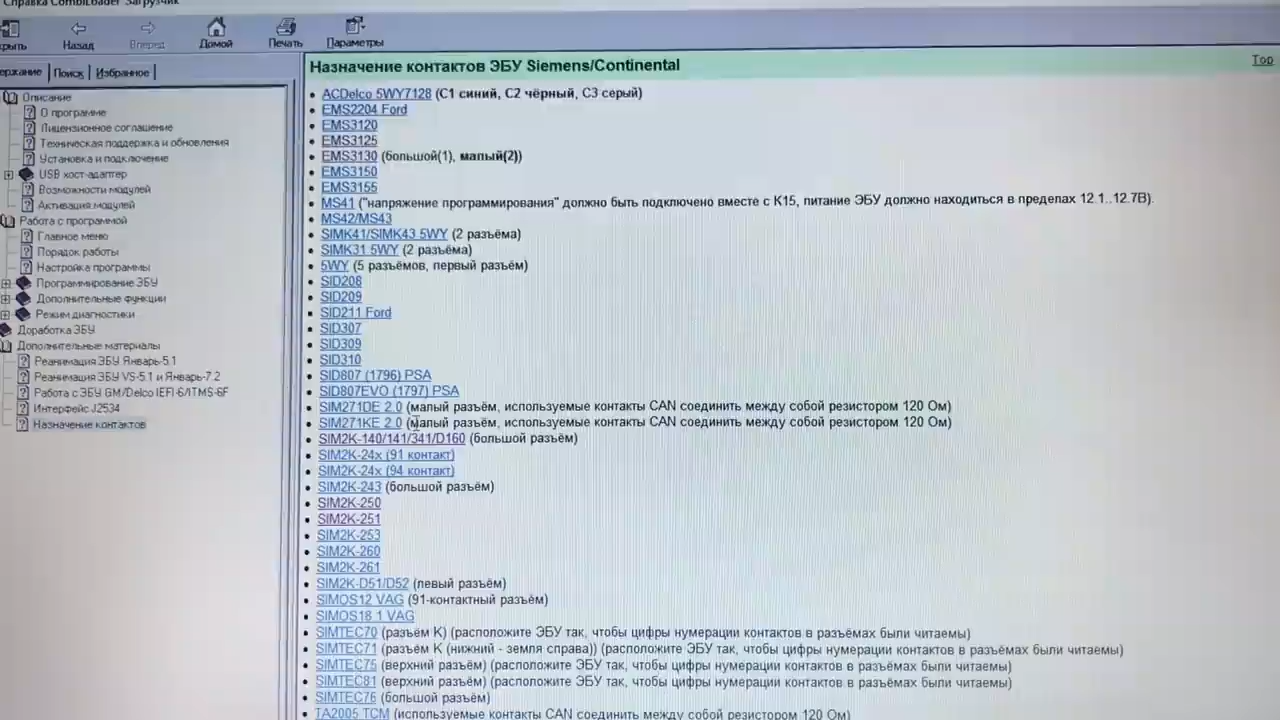 Справка CombiLoader Загрузчик
рыть Назад Вперед Домой Печать Параметры
ержание Поиск Избранное
Описание
О программе
Лицензионное соглашение
Техническая поддержка и обновления
Установка и подключение
USB хост-адаптер
Возможности модулей
Активация модулей
Работа с программой
Главное меню
Порядок работы
Настройка программы
Программирование ЭБУ
Дополнительные функции
Режим диагностики
Доработка ЭБУ
Дополнительные материалы
Реанимация ЭБУ Январь-5.1
Реанимация ЭБУ VS-5.1 и Январь-7.2
Работа с ЭБУ GM/Delco IEFI-6/ITMS-6F
Интерфейс J2534
Назначение контактов
Назначение контактов ЭБУ Siemens/Continental
Top
ACDelco 5WY7128 (C1 синий, C2 чёрный, C3 серый)
EMS2204 Ford
EMS3120
EMS3125
EMS3130 (большой(1), малый(2))
EMS3150
EMS3155
MS41 ("напряжение программирования" должно быть подключено вместе с K15, питание ЭБУ должно находиться в пределах 12.1..12.7В).
MS42/MS43
SIMK41/SIMK43 5WY (2 разъёма)
SIMK31 5WY (2 разъёма)
5WY (5 разъёмов, первый разъём)
SID208
SID209
SID211 Ford
SID307
SID309
SID310
SID807 (1796) PSA
SID807EVO (1797) PSA
SIM271DE 2.0 (малый разъём, используемые контакты CAN соединить между собой резистором 120 Ом)
SIM271KE 2.0 (малый разъём, используемые контакты CAN соединить между собой резистором 120 Ом)
SIM2K-140/141/341/D160 (большой разъём)
SIM2K-24x (91 контакт)
SIM2K-24x (94 контакт)
SIM2K-243 (большой разъём)
SIM2K-250
SIM2K-251
SIM2K-253
SIM2K-260
SIM2K-261
SIM2K-D51/D52 (левый разъём)
SIMOS12 VAG (91-контактный разъём)
SIMOS18 1 VAG
SIMTEC70 (разъём K) (расположите ЭБУ так, чтобы цифры нумерации контактов в разъёмах были читаемы)
SIMTEC71 (разъём K (нижний - земля справа)) (расположите ЭБУ так, чтобы цифры нумерации контактов в разъёмах были читаемы)
SIMTEC75 (верхний разъём) (расположите ЭБУ так, чтобы цифры нумерации контактов в разъёмах были читаемы)
SIMTEC81 (верхний разъём) (расположите ЭБУ так, чтобы цифры нумерации контактов в разъёмах были читаемы)
SIMTEC76 (большой разъём)
TA2005 TCM (используемые контакты CAN соединить между собой резистором 120 Ом)